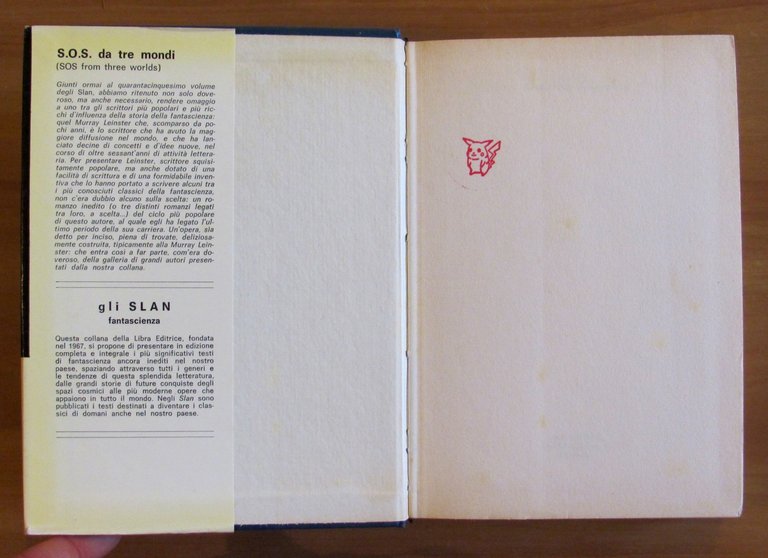 S.O.S. da tre mondi
(SOS from three worlds)
Giunti ormai al quarantacinquesimo volume
degli Slan, abbiamo ritenuto non solo dove-
roso, ma anche necessario, rendere omaggio
a uno tra gli scrittori più popolari e più ric-
chi d'influenza della storia della fantascienza:
quel Murray Leinster che, scomparso da po-
chi anni, è lo scrittore che ha avuto la mag-
giore diffusione nel mondo, e che ha lan-
ciato decine di concetti e d'idee nuove, nel
corso di oltre sessant'anni di attività lettera-
ria. Per presentare Leinster, scrittore squisi-
tamente popolare, ma anche dotato di una
facilità di scrittura e di una formidabile inven-
tiva che lo hanno portato a scrivere alcuni tra
i più conosciuti classici della fantascienza,
non c'era dubbio alcuno sulla scelta: un ro-
manzo inedito (o tre distinti romanzi legati
tra loro, a scelta...) del ciclo più popolare
di questo autore, al quale egli ha legato l'ul-
timo periodo della sua carriera. Un'opera, sia
detto per inciso, piena di trovate, deliziosa-
mente costruita, tipicamente alla Murray Lein-
ster: che entra così a far parte, com'era do-
veroso, della galleria di grandi autori presen-
tati dalla nostra collana.
gli SLAN
fantascienza
Questa collana della Libra Editrice, fondata
nel 1967, si propone di presentare in edizione
completa e integrale i più significativi testi
di fantascienza ancora inediti nel nostro
paese, spaziando attraverso tutti i generi e
le tendenze di questa splendida letteratura,
dalle grandi storie di future conquiste degli
spazi cosmici alle più moderne opere che
appaiono in tutto il mondo. Negli Slan sono
pubblicati i testi destinati a diventare i clas-
sici di domani anche nel nostro paese.